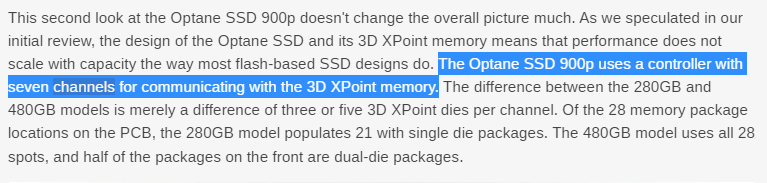 This second look at the Optane SSD 900p doesn't change the overall picture much. As we speculated in our
initial review, the design of the Optane SSD and its 3D XPoint memory means that performance does not
scale with capacity the way most flash-based SSD designs do. The Optane SSD 900p uses a controller with
seven channels for communicating with the 3D XPoint memory. The difference between the 280GB and
480GB models is merely a difference of three or five 3D XPoint dies per channel. Of the 28 memory package
locations on the PCB, the 280GB model populates 21 with single die packages. The 480GB model uses all 28
spots, and half of the packages on the front are dual-die packages.